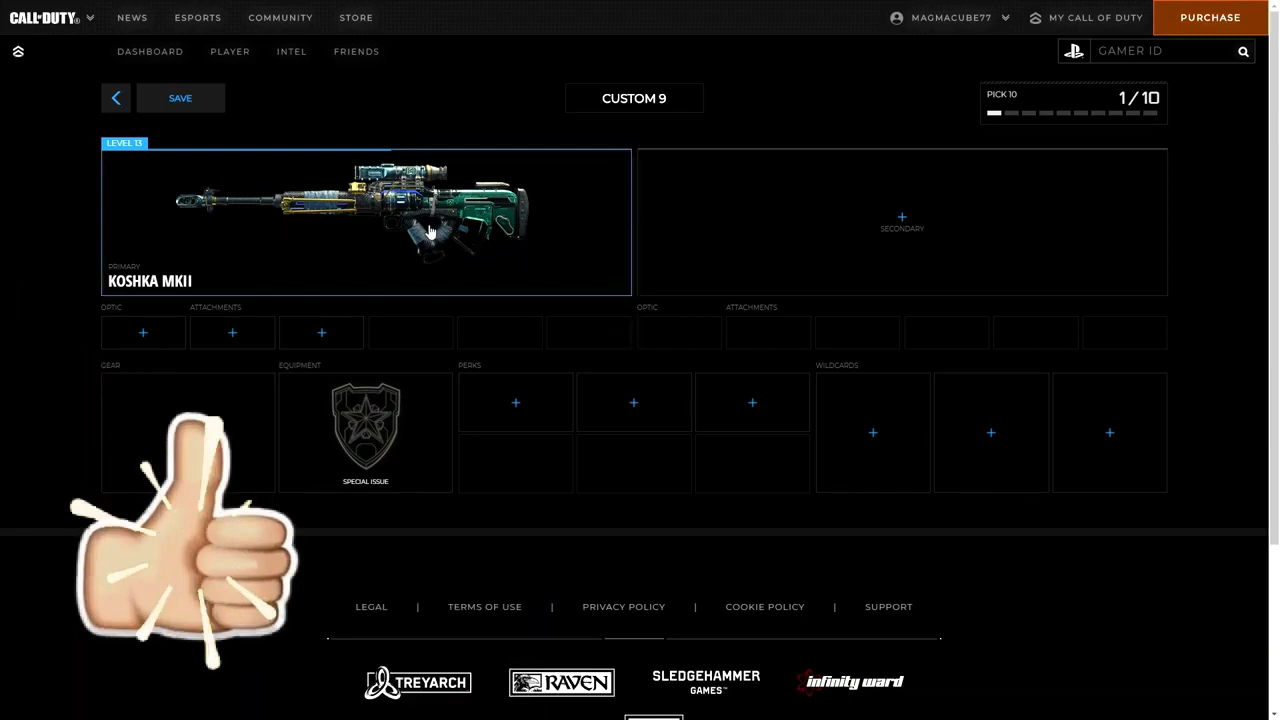 CALL OF DUTY
NEWS
ESPORTS
COMMUNITY
STORE
MAGMACUBE77
MY CALL OF DUTY
PURCHASE
DASHBOARD
PLAYER
INTEL
FRIENDS
GAMER ID
SAVE
CUSTOM 9
PICK 10
1/10
LEVEL 13
PRIMARY
KOSHKA MKII
+
SECONDARY
OPTIC
ATTACHMENTS
OPTIC
ATTACHMENTS
+ + +
GEAR
EQUIPMENT
PERKS
WILDCARDS
+ + +
+ + +
SPECIAL ISSUE
LEGAL | TERMS OF USE | PRIVACY POLICY | COOKIE POLICY | SUPPORT
TREYARCH
RAVEN
SLEDGEHAMMER
GAMES™
infinity ward